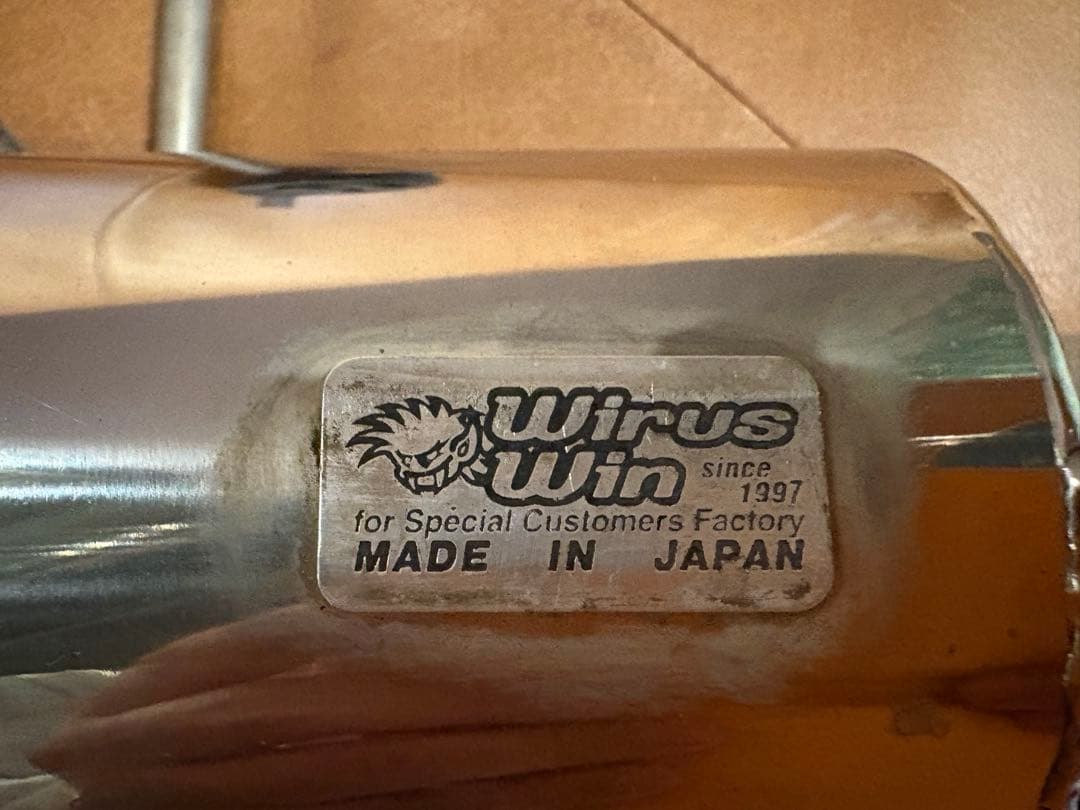 Wirus
Win since
1997
for Special Customers Factory
MADE IN JAPAN